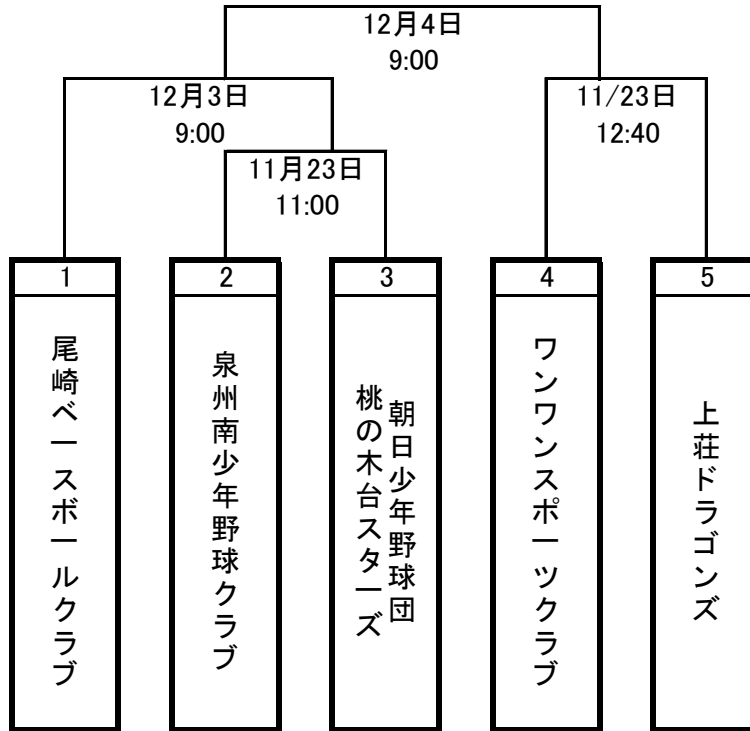 12月4日
9:00
12月3日
9:00
11/23日
12:40
11月23日
11:00
1
2
3
4
5
尾崎ベースボールクラブ
泉州南少年野球クラブ
朝日少年野球団
桃の木台スターズ
ワンワンスポーツクラブ
上荘ドラゴンズ